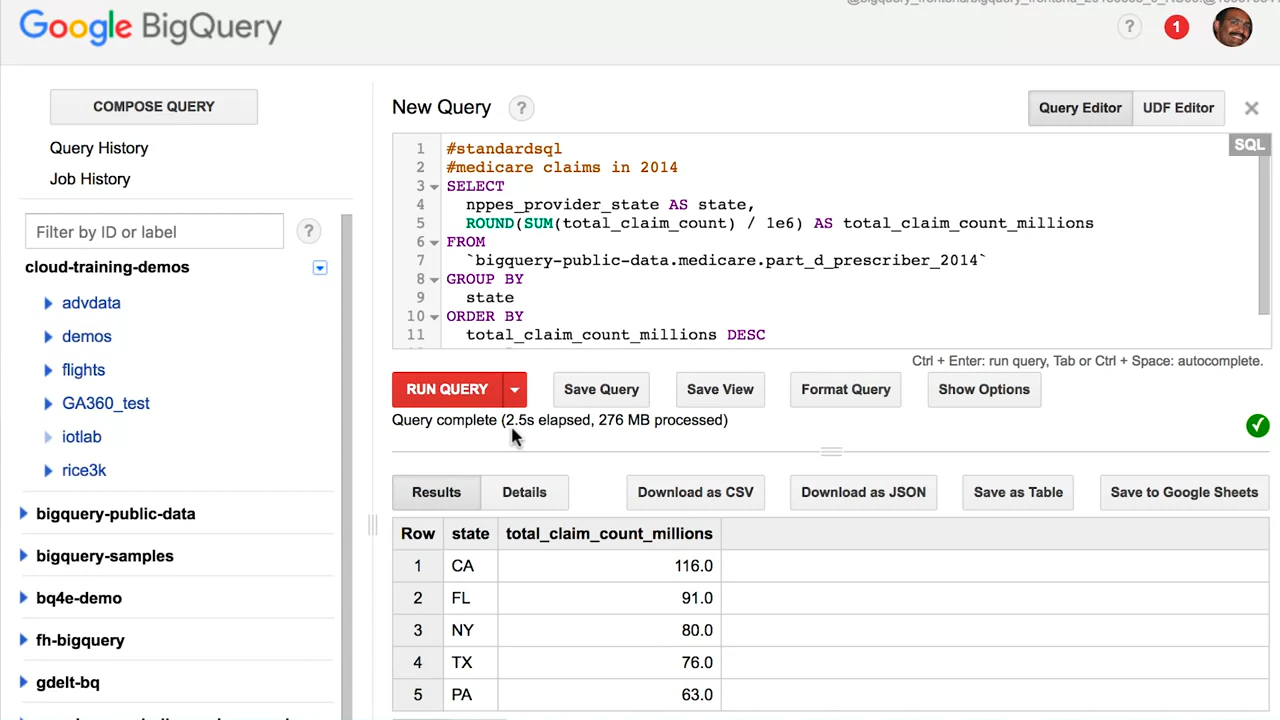 Google BigQuery
?
1
COMPOSE QUERY
Query History
Job History
Filter by ID or label
?
cloud-training-demos
advdata
demos
flights
GA360_test
iotlab
rice3k
bigquery-public-data
bigquery-samples
bq4e-demo
fh-bigquery
gdelt-bq
New Query ?
Query Editor UDF Editor
SQL
1 #standardsql
2 #medicare claims in 2014
3 SELECT
4 nppes_provider_state AS state,
5 ROUND(SUM(total_claim_count) / 1e6) AS total_claim_count_millions
6 FROM
7 `bigquery-public-data.medicare.part_d_prescriber_2014`
8 GROUP BY
9 state
10 ORDER BY
11 total_claim_count_millions DESC
Ctrl + Enter: run query, Tab or Ctrl + Space: autocomplete.
RUN QUERY Save Query Save View Format Query Show Options
Query complete (2.5s elapsed, 276 MB processed)
Results Details Download as CSV Download as JSON Save as Table Save to Google Sheets
Row state total_claim_count_millions
1 CA 116.0
2 FL 91.0
3 NY 80.0
4 TX 76.0
5 PA 63.0